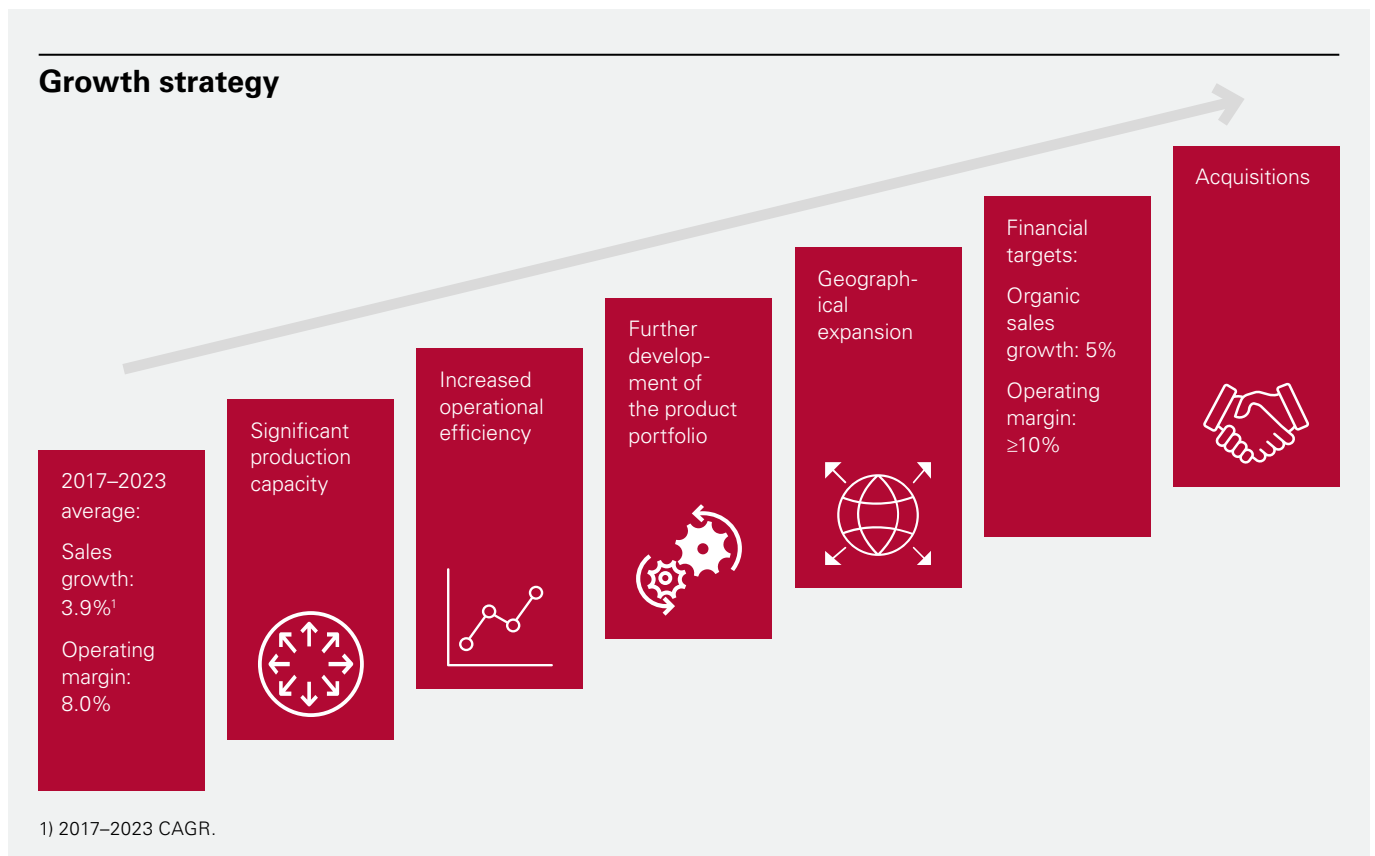 Growth strategy
2017–2023
average:
Sales
growth:
3.9%¹
Operating
margin:
8.0%
Significant
production
capacity
Increased
operational
efficiency
Further
develop-
ment of
the product
portfolio
Geograph-
ical
expansion
Financial
targets:
Organic
sales
growth: 5%
Operating
margin:
≥10%
Acquisitions
1) 2017–2023 CAGR.